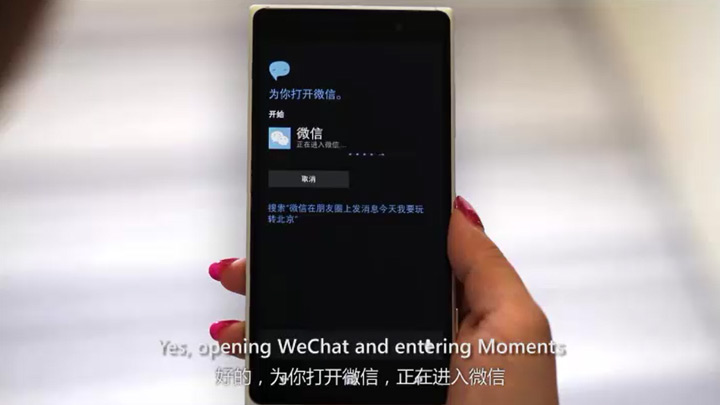 为你打开微信。
开始
微信
正在进入微信...
取消
搜索“微信在朋友圈上发消息今天我要玩
转北京”
Yes, opening WeChat and entering Moments
好的，为你打开微信，正在进入微信